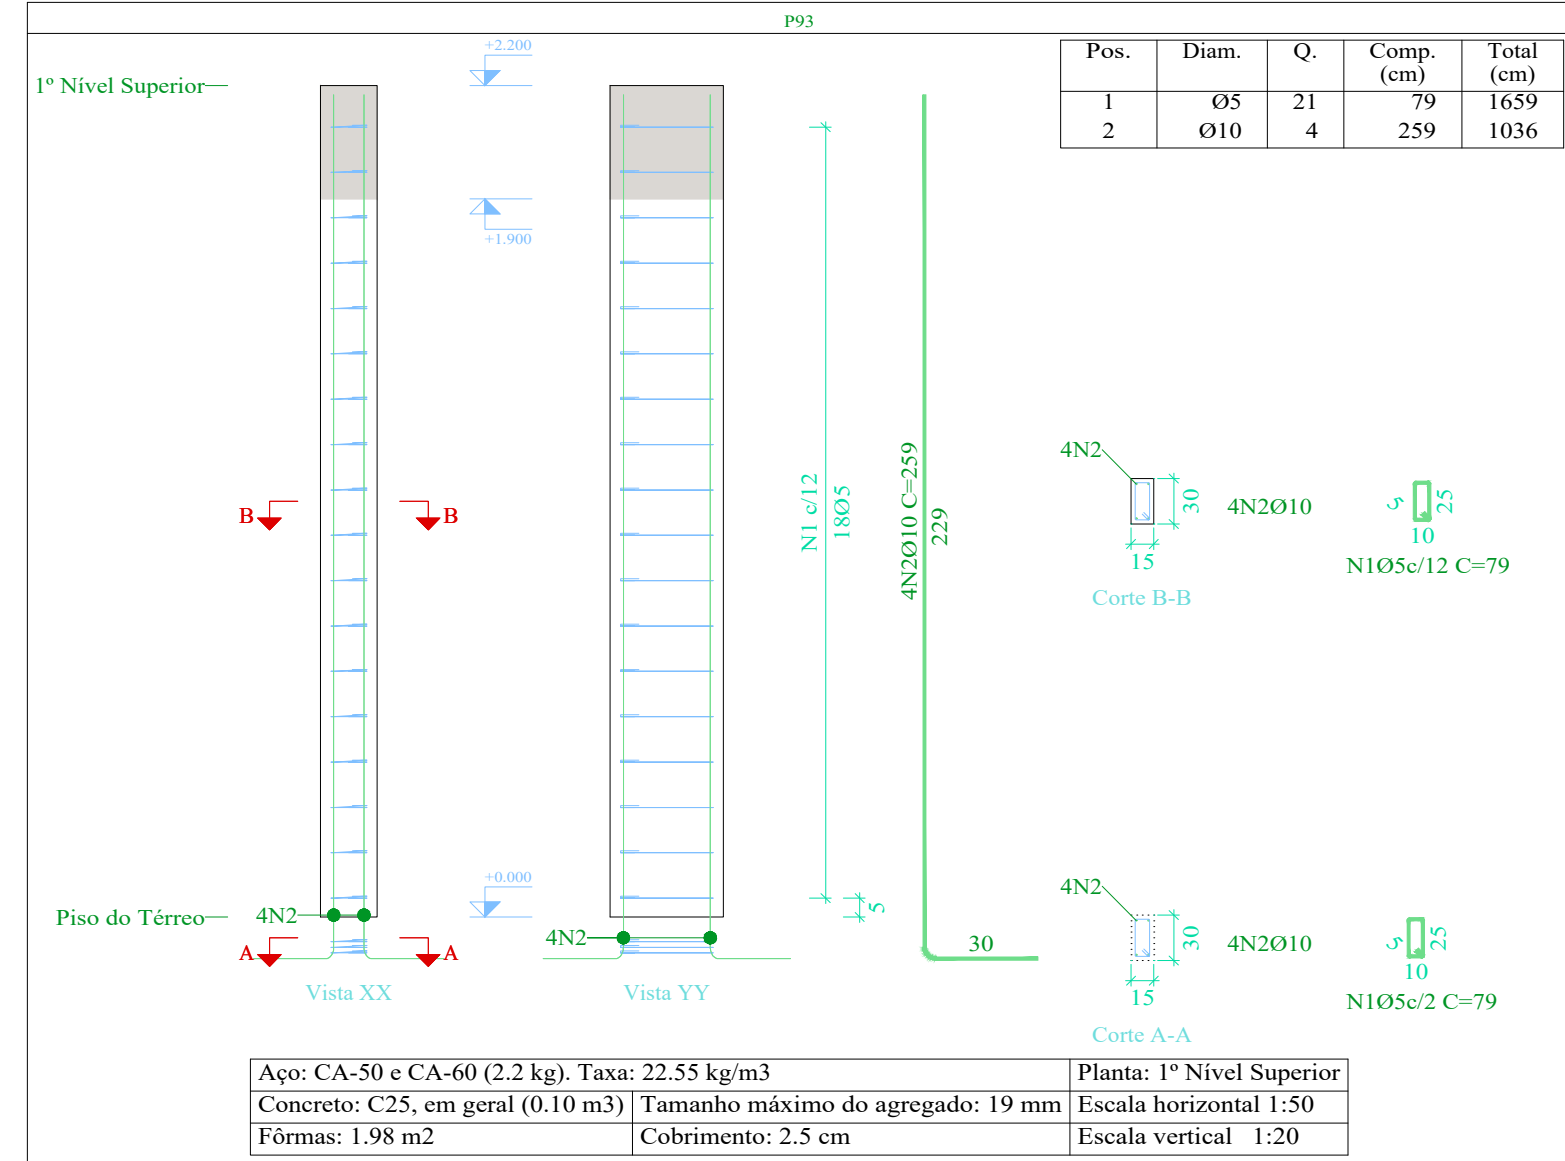 P93
Pos. Diam. Q. Comp. (cm) Total (cm)
1 Ø5 21 79 1659
2 Ø10 4 259 1036
1º Nível Superior
+2.200
+1.900
B B
N1 c/12
18Ø5
4N2Ø10 C=259
229
4N2
30
15
4N2Ø10
Corte B-B
5
25
10
N1Ø5c/12 C=79
Piso do Térreo
4N2
+0.000
5
4N2
A A
30
Vista XX
Vista YY
4N2
30
15
4N2Ø10
Corte A-A
5
25
10
N1Ø5c/2 C=79
Aço: CA-50 e CA-60 (2.2 kg). Taxa: 22.55 kg/m3 Planta: 1º Nível Superior
Concreto: C25, em geral (0.10 m3) Tamanho máximo do agregado: 19 mm Escala horizontal 1:50
Fôrmas: 1.98 m2 Cobrimento: 2.5 cm Escala vertical 1:20